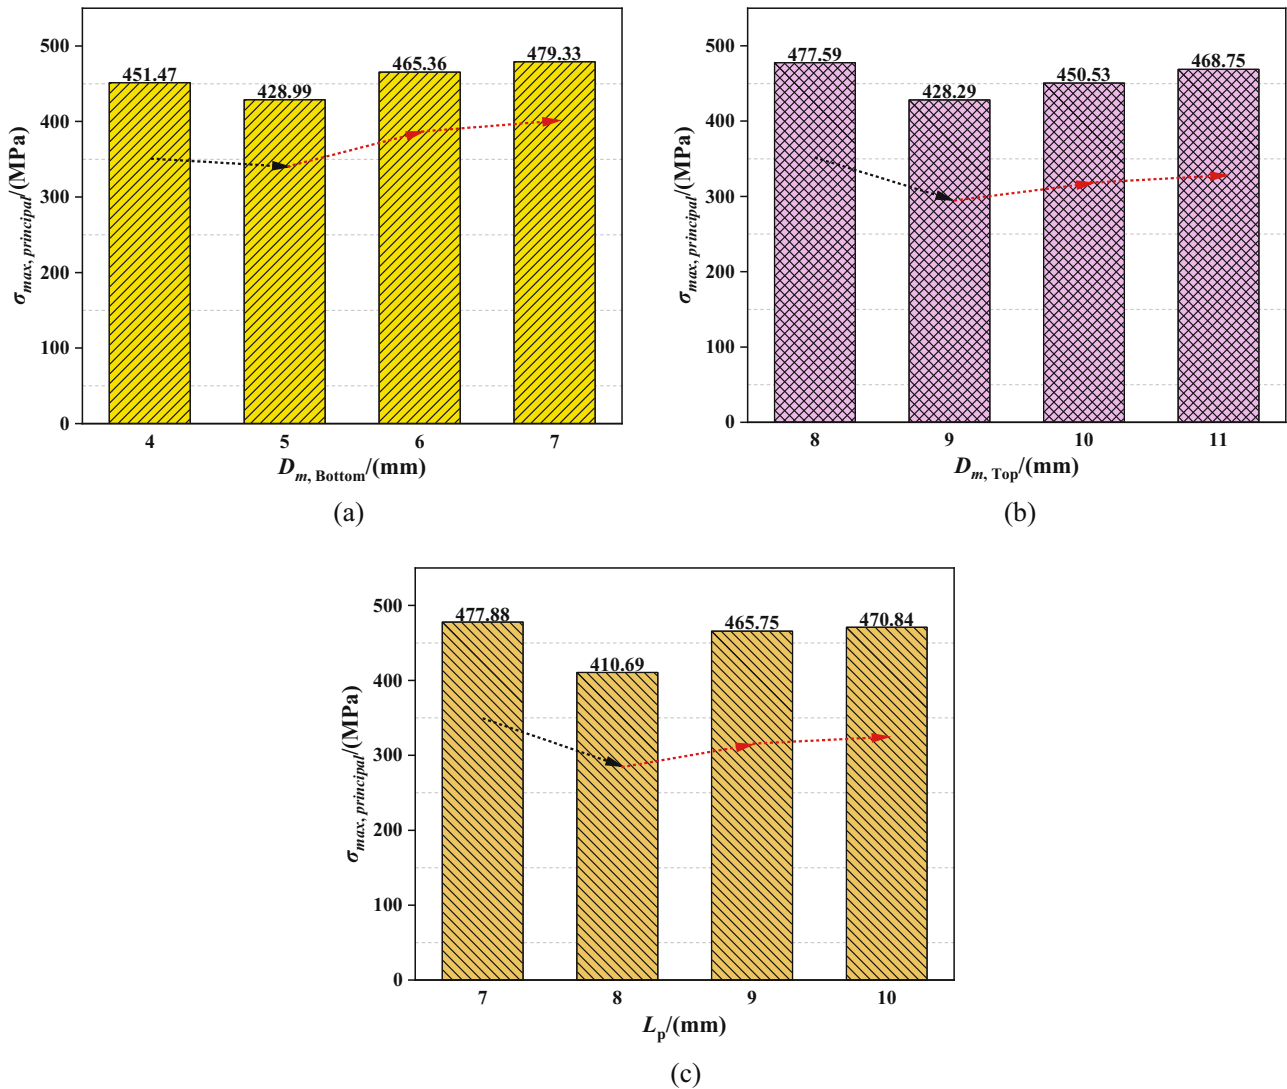 500
400
300
200
100
0
σmax, principal/(MPa)
451.47
428.99
465.36
479.33
4 5 6 7
Dm, Bottom/(mm)
(a)
500
400
300
200
100
0
σmax, principal/(MPa)
477.59
428.29
450.53
468.75
8 9 10 11
Dm, Top/(mm)
(b)
500
400
300
200
100
0
σmax, principal/(MPa)
477.88
410.69
465.75
470.84
7 8 9 10
Lp/(mm)
(c)